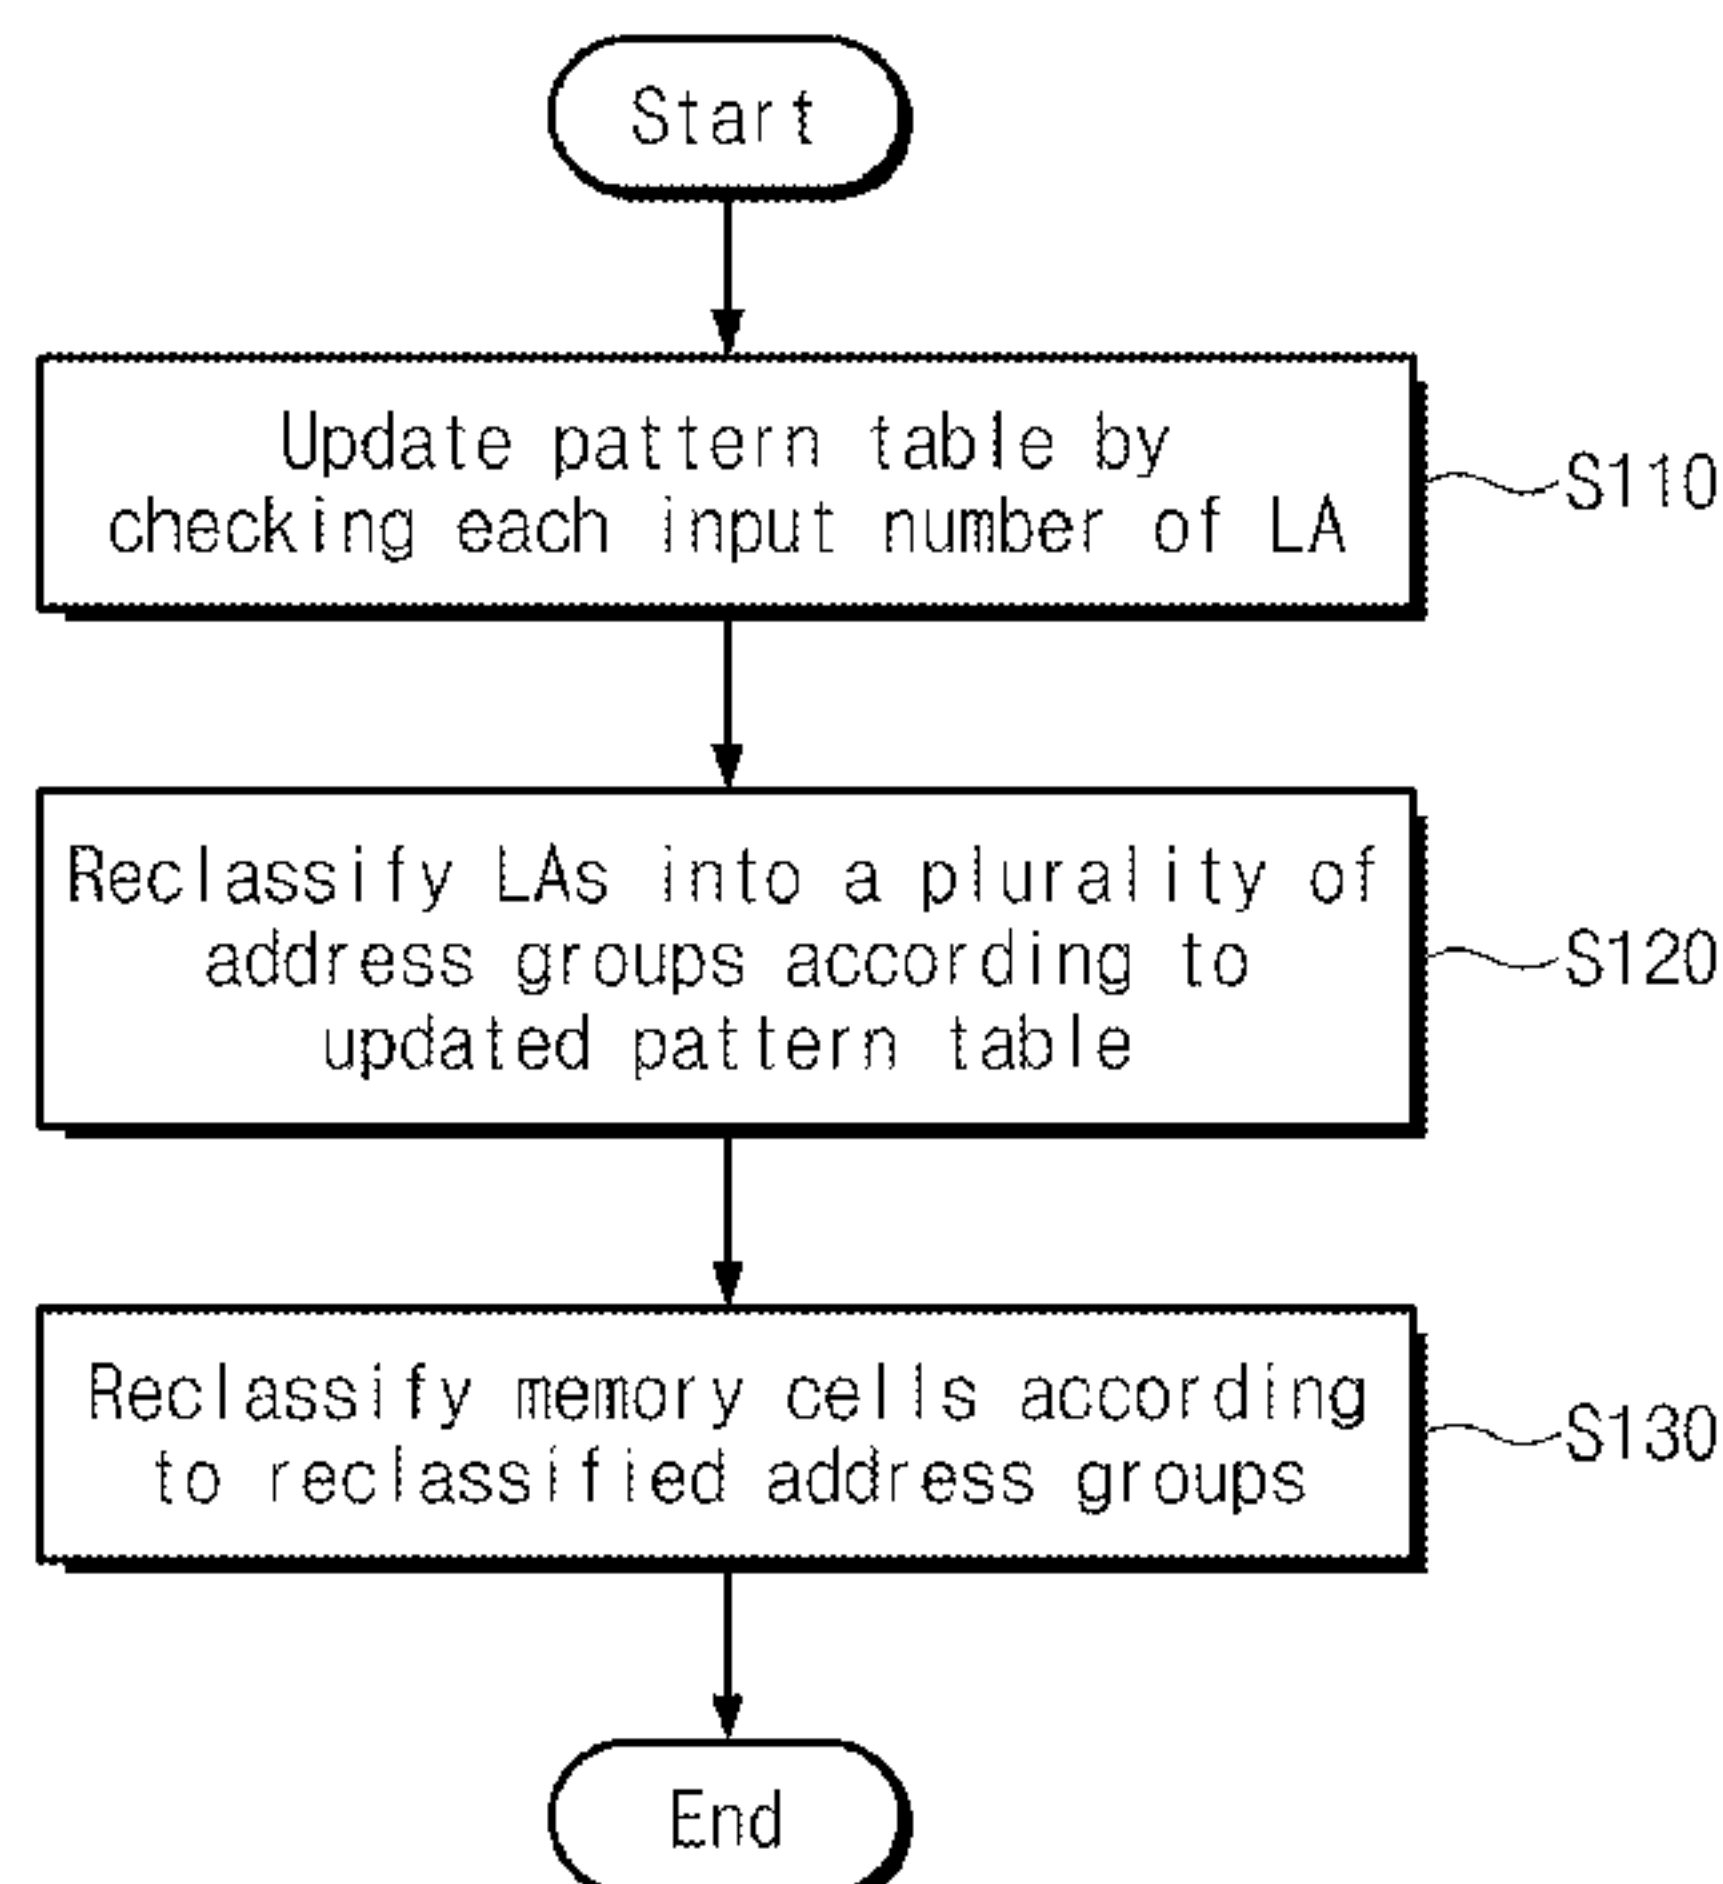 Start
Update pattern table by
checking each input number of LA
S110
Reclassify LAs into a plurality of
address groups according to
updated pattern table
S120
Reclassify memory cells according
to reclassified address groups
S130
End